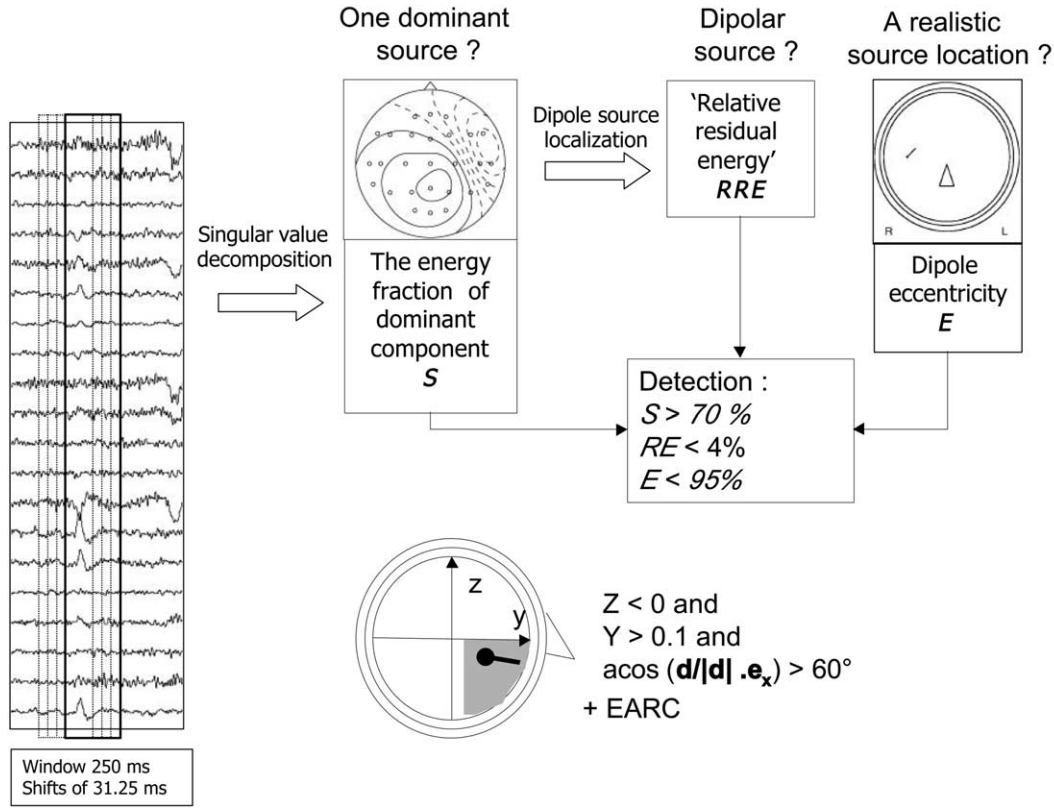 One dominant
source ?
Dipolar
source ?
A realistic
source location ?
Dipole source
localization
'Relative
residual
energy'
RRE
R
L
Singular value
decomposition
The energy
fraction of
dominant
component
S
Dipole
eccentricity
E
Detection :
S > 70 %
RE < 4%
E < 95%
z
y
Z < 0 and
Y > 0.1 and
acos (d/|d| .eₓ) > 60°
+ EARC
Window 250 ms
Shifts of 31.25 ms